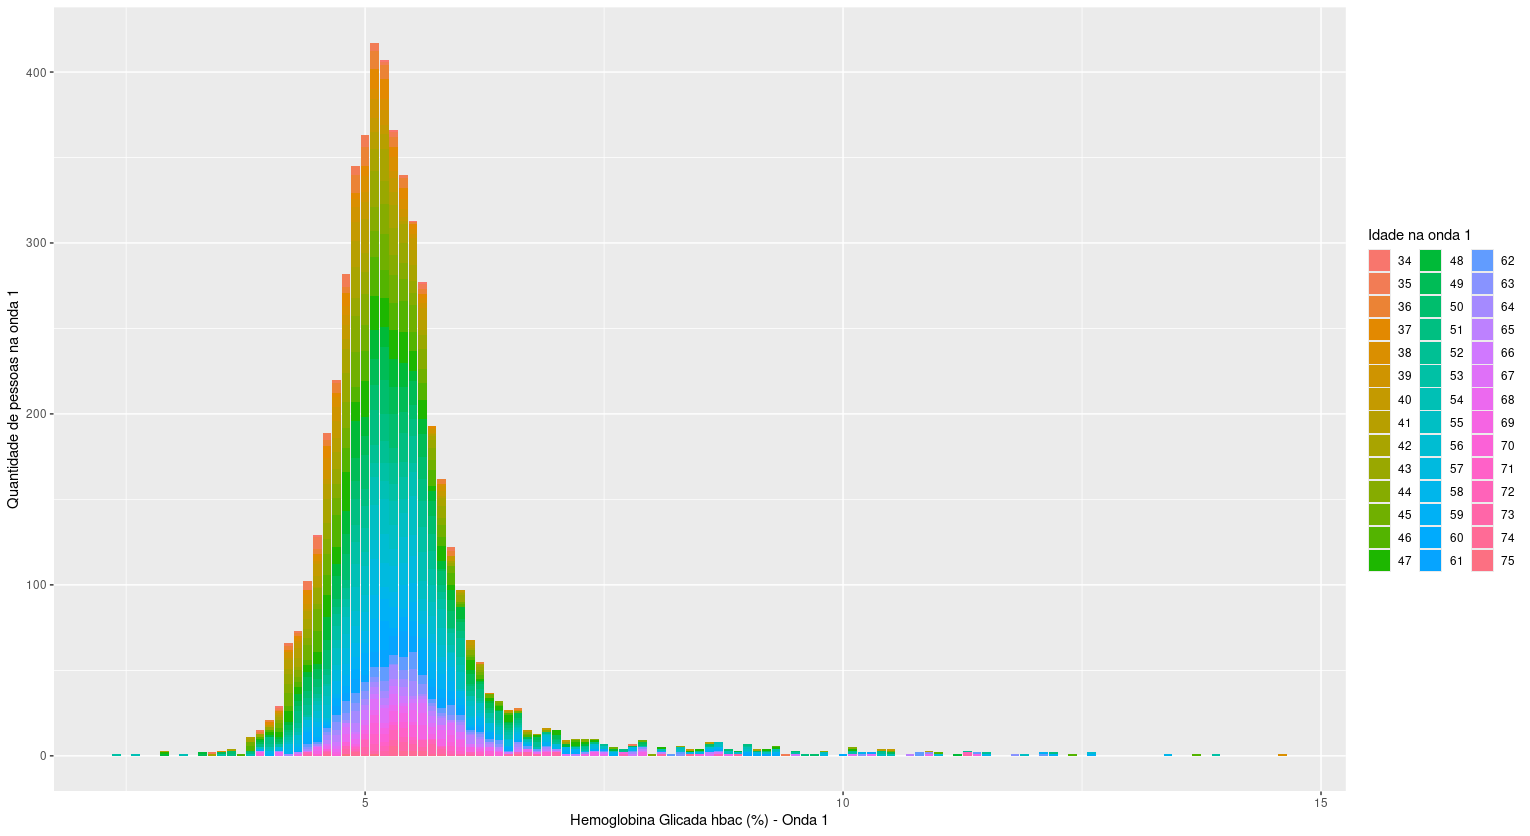 Quantidade de pessoas na onda 1
400
300
200
100
0
5
10
15
Hemoglobina Glicada hbac (%) - Onda 1
Idade na onda 1
34 48 62
35 49 63
36 50 64
37 51 65
38 52 66
39 53 67
40 54 68
41 55 69
42 56 70
43 57 71
44 58 72
45 59 73
46 60 74
47 61 75